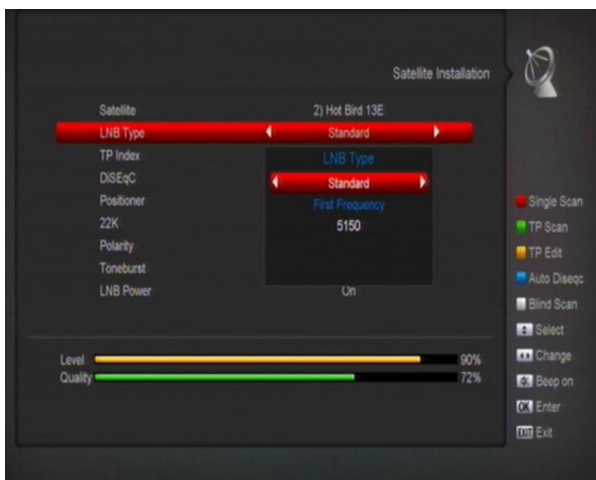 Satellite Installation
Satellite 2) Hot Bird 13E
LNB Type Standard
TP Index
DiSEqC
Positioner
22K
Polarity
Toneburst
LNB Power On
LNB Type
Standard
First Frequency
5150
Level 90%
Quality 72%
Single Scan
TP Scan
TP Edit
Auto Diseqc
Blind Scan
Select
Change
Beep on
OK Enter
EXIT Exit